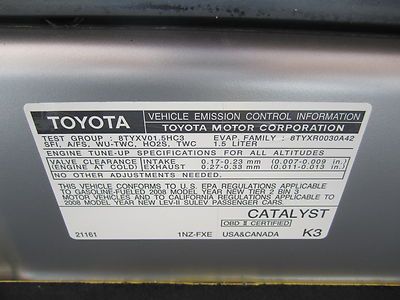 TOYOTA
VEHICLE EMISSION CONTROL INFORMATION
TOYOTA MOTOR CORPORATION
TEST GROUP : 8TYXV01.5HC3 EVAP. FAMILY : 8TYXR0030A42
SFI, A/FS, WU-TWC, HO2S, TWC 1.5 LITER
ENGINE TUNE-UP SPECIFICATIONS FOR ALL ALTITUDES
VALVE CLEARANCE INTAKE 0.17-0.23 mm (0.007-0.009 in.)
(ENGINE AT COLD) EXHAUST 0.27-0.33 mm (0.011-0.013 in.)
NO OTHER ADJUSTMENTS NEEDED.
THIS VEHICLE CONFORMS TO U.S. EPA REGULATIONS APPLICABLE
TO GASOLINE-FUELED 2008 MODEL YEAR NEW TIER 2 BIN 3
MOTOR VEHICLES AND TO CALIFORNIA REGULATIONS APPLICABLE TO
2008 MODEL YEAR NEW LEV-II SULEV PASSENGER CARS.
CATALYST
OBD II CERTIFIED
21161 1NZ-FXE USA&CANADA K3